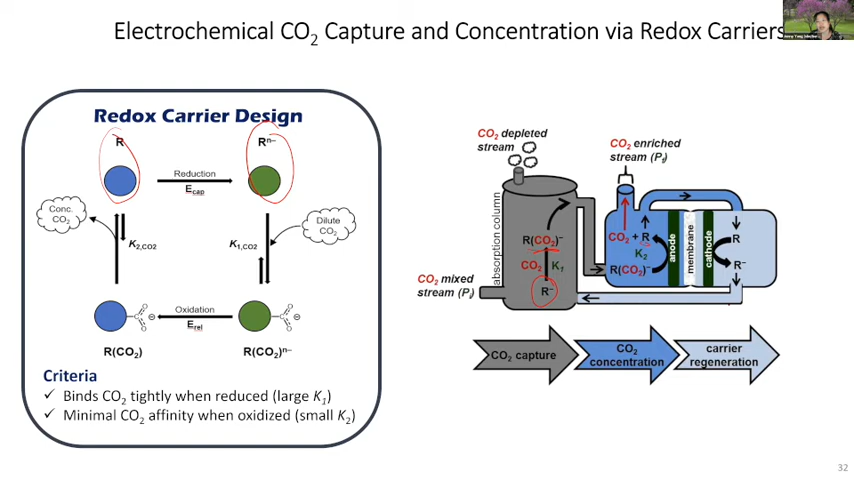 Electrochemical CO₂ Capture and Concentration via Redox Carriers
Redox Carrier Design
R
Rⁿ⁻
Reduction
E_cap
Conc.
CO₂
K₂,CO2
K₁,CO2
Dilute
CO₂
C
O
O
⊖
Oxidation
E_rel
C
O
O
⊖
R(CO₂)
R(CO₂)ⁿ⁻
Criteria
✓ Binds CO₂ tightly when reduced (large K₁)
✓ Minimal CO₂ affinity when oxidized (small K₂)
CO₂ depleted
stream
CO₂ enriched
stream (Pf)
absorption column
R(CO₂)⁻
CO₂
K₁
R⁻
CO₂ mixed
stream (Pi)
CO₂ + R
K₂
R(CO₂)⁻
anode
membrane
cathode
R
R⁻
CO₂ capture
CO₂
concentration
carrier
regeneration
32